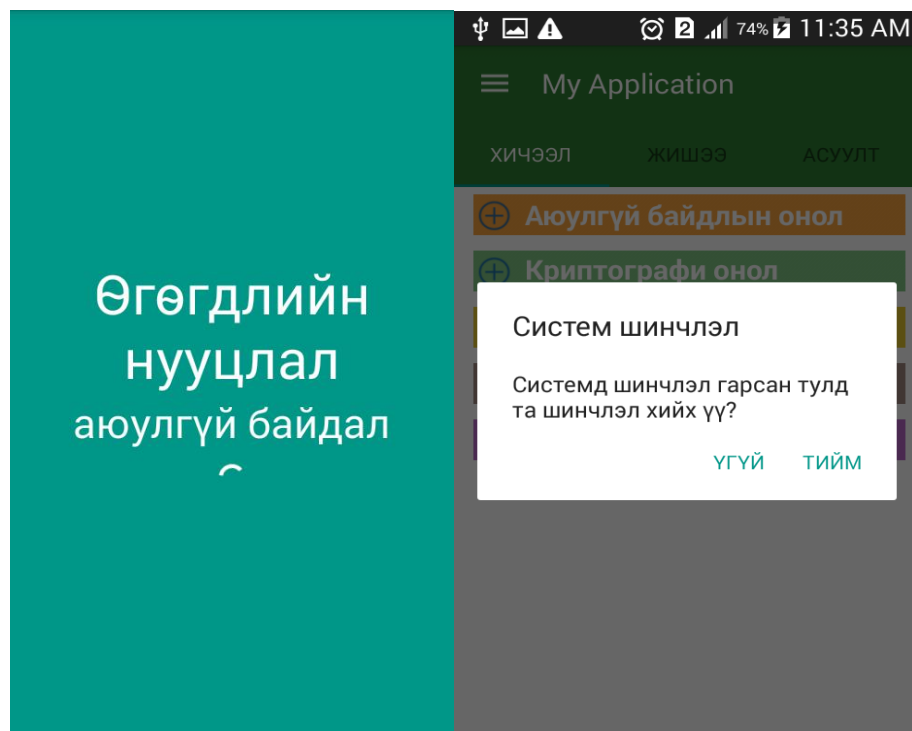 Өгөгдлийн
нууцлал
аюулгүй байдал
2 74% 11:35 AM
My Application
ХИЧЭЭЛ ЖИШЭЭ АСУУЛТ
Аюулгүй байдлын онол
Криптографи онол
Систем шинчлэл
Системд шинчлэл гарсан тулд
та шинчлэл хийх үү?
ҮГҮЙ ТИЙМ